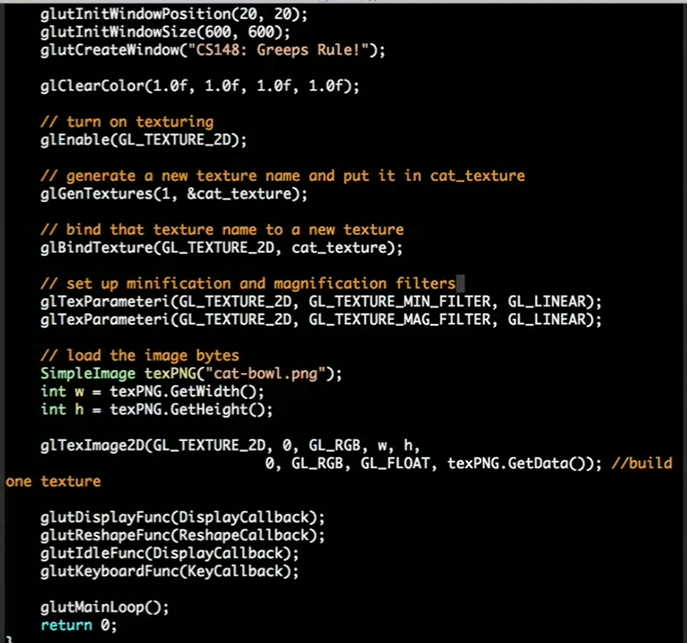 glutInitWindowPosition(20, 20);
glutInitWindowSize(600, 600);
glutCreateWindow("CS148: Greeps Rule!");
glClearColor(1.0f, 1.0f, 1.0f, 1.0f);
// turn on texturing
glEnable(GL_TEXTURE_2D);
// generate a new texture name and put it in cat_texture
glGenTextures(1, &cat_texture);
// bind that texture name to a new texture
glBindTexture(GL_TEXTURE_2D, cat_texture);
// set up minification and magnification filters
glTexParameteri(GL_TEXTURE_2D, GL_TEXTURE_MIN_FILTER, GL_LINEAR);
glTexParameteri(GL_TEXTURE_2D, GL_TEXTURE_MAG_FILTER, GL_LINEAR);
// load the image bytes
SimpleImage texPNG("cat-bowl.png");
int w = texPNG.GetWidth();
int h = texPNG.GetHeight();
glTexImage2D(GL_TEXTURE_2D, 0, GL_RGB, w, h,
0, GL_RGB, GL_FLOAT, texPNG.GetData()); //build
one texture
glutDisplayFunc(DisplayCallback);
glutReshapeFunc(ReshapeCallback);
glutIdleFunc(DisplayCallback);
glutKeyboardFunc(KeyCallback);
glutMainLoop();
return 0;
}